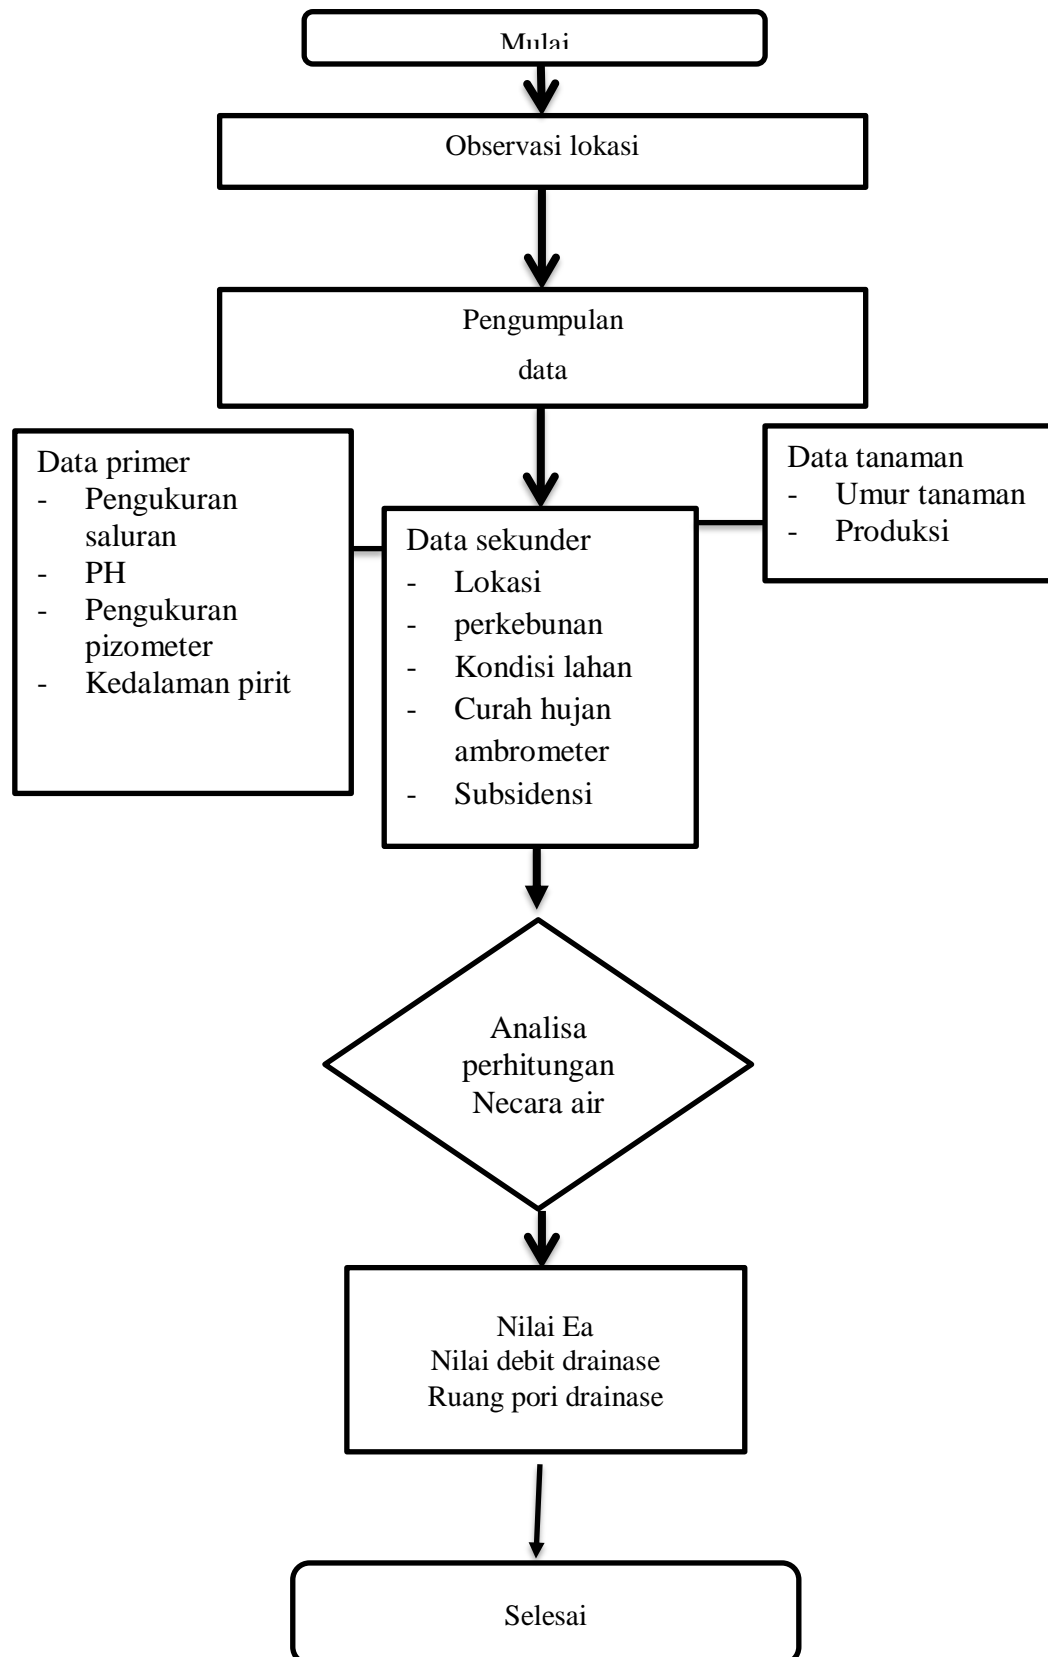 Mulai
Observasi lokasi
Pengumpulan
data
Data primer
- Pengukuran
saluran
- PH
- Pengukuran
pizometer
- Kedalaman pirit
Data sekunder
- Lokasi
- perkebunan
- Kondisi lahan
- Curah hujan
ambrometer
- Subsidensi
Data tanaman
- Umur tanaman
- Produksi
Analisa
perhitungan
Necara air
Nilai Ea
Nilai debit drainase
Ruang pori drainase
Selesai